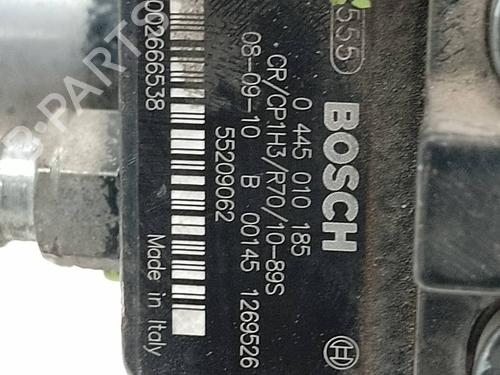 555
BOSCH
0 445 010 185
CR/CP1H3/R70/10-89S
08-09-10 B 00145 1269526
55209062
002666538 Made in Italy